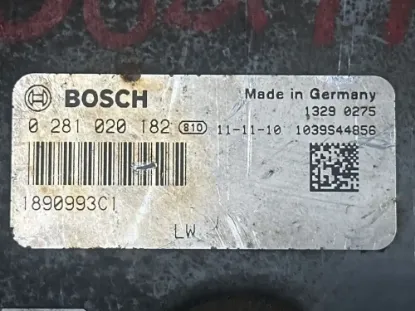 BOSCH Made in Germany
1329 0275
0 281 020 182 810 11-11-10 1039S44856
1890993C1
LW